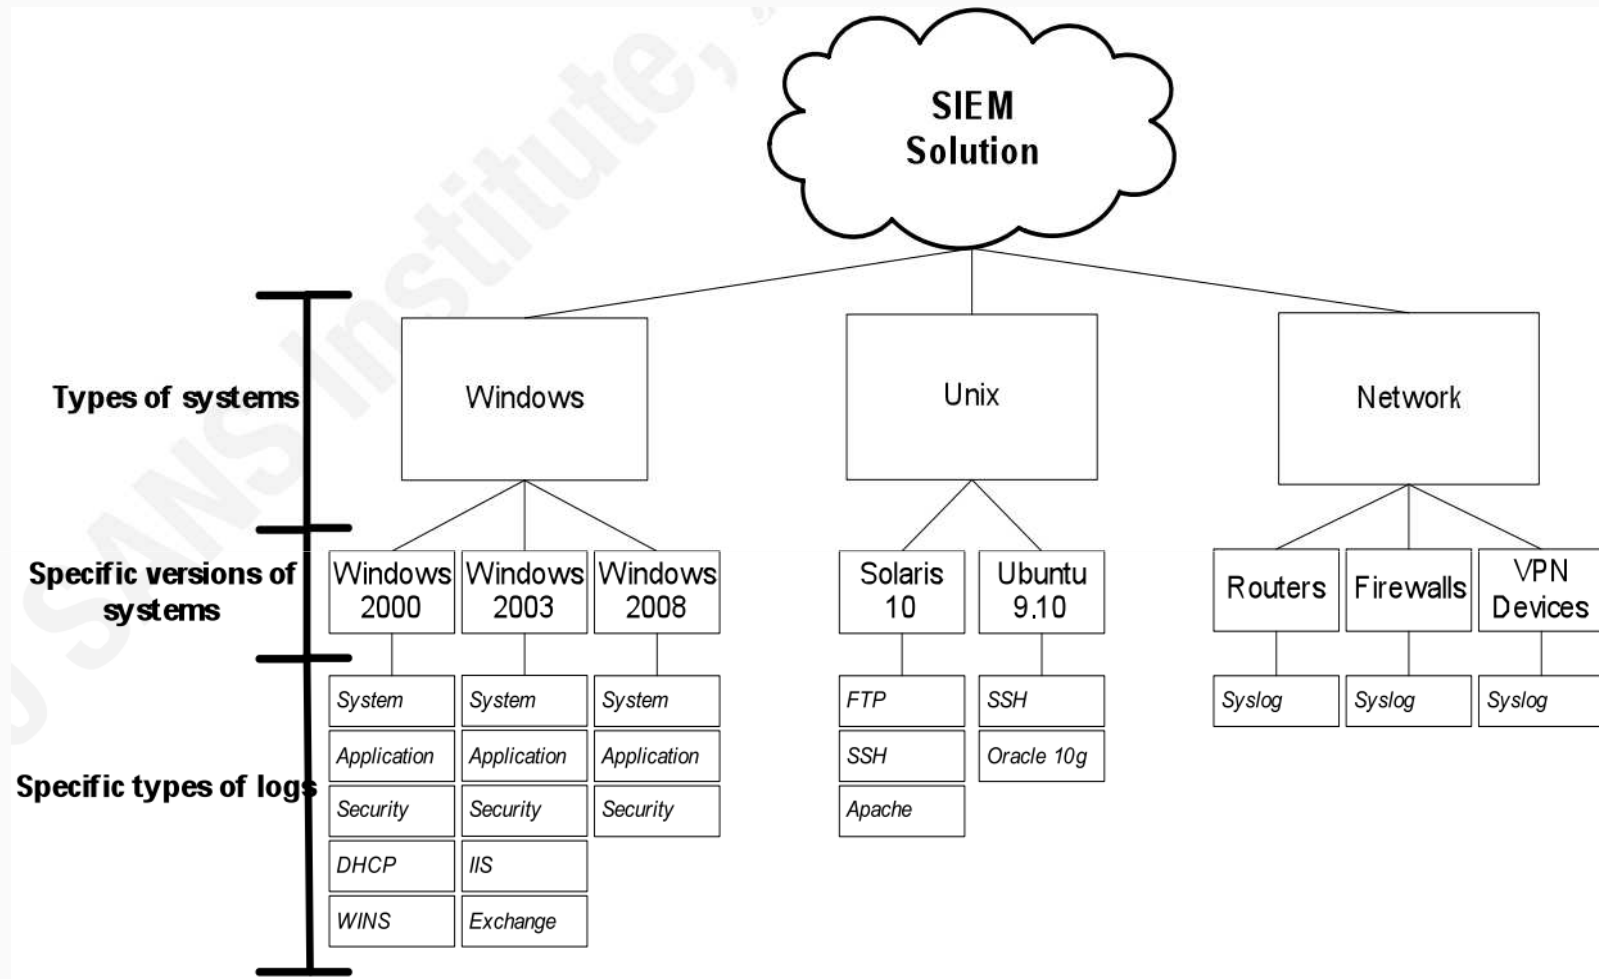 SANS Institute,
SIEM
Solution
Types of systems
Windows
Unix
Network
Specific versions of
systems
Windows
2000
Windows
2003
Windows
2008
Solaris
10
Ubuntu
9.10
Routers
Firewalls
VPN
Devices
Specific types of logs
System
System
System
FTP
SSH
Syslog
Syslog
Syslog
Application
Application
Application
SSH
Oracle 10g
Security
Security
Security
Apache
DHCP
IIS
WINS
Exchange